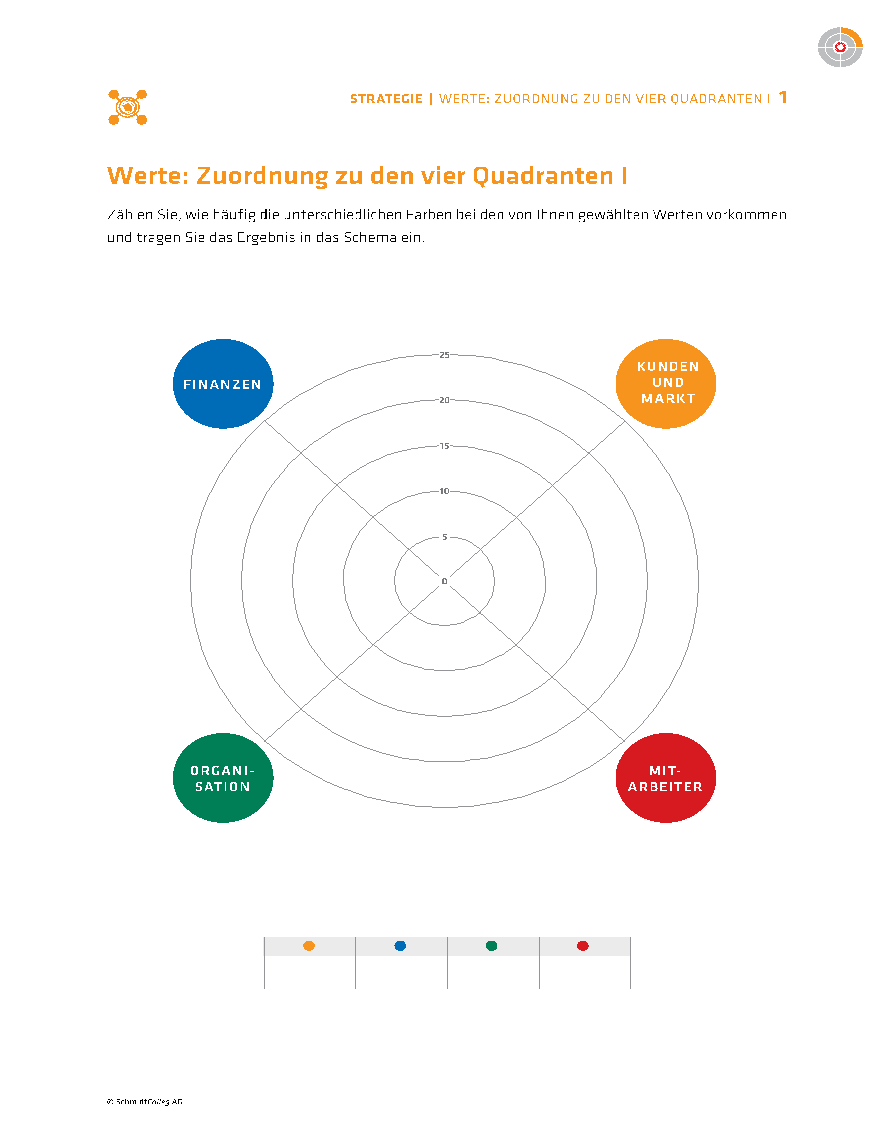 STRATEGIE | WERTE: ZUORDNUNG ZU DEN VIER QUADRANTEN I 1
Werte: Zuordnung zu den vier Quadranten I
Zählen Sie, wie häufig die unterschiedlichen Farben bei den von Ihnen gewählten Werten vorkommen
und tragen Sie das Ergebnis in das Schema ein.
FINANZEN
KUNDEN
UND
MARKT
25
20
15
10
5
0
ORGANI-
SATION
MIT-
ARBEITER
© SchmidtColleg AG